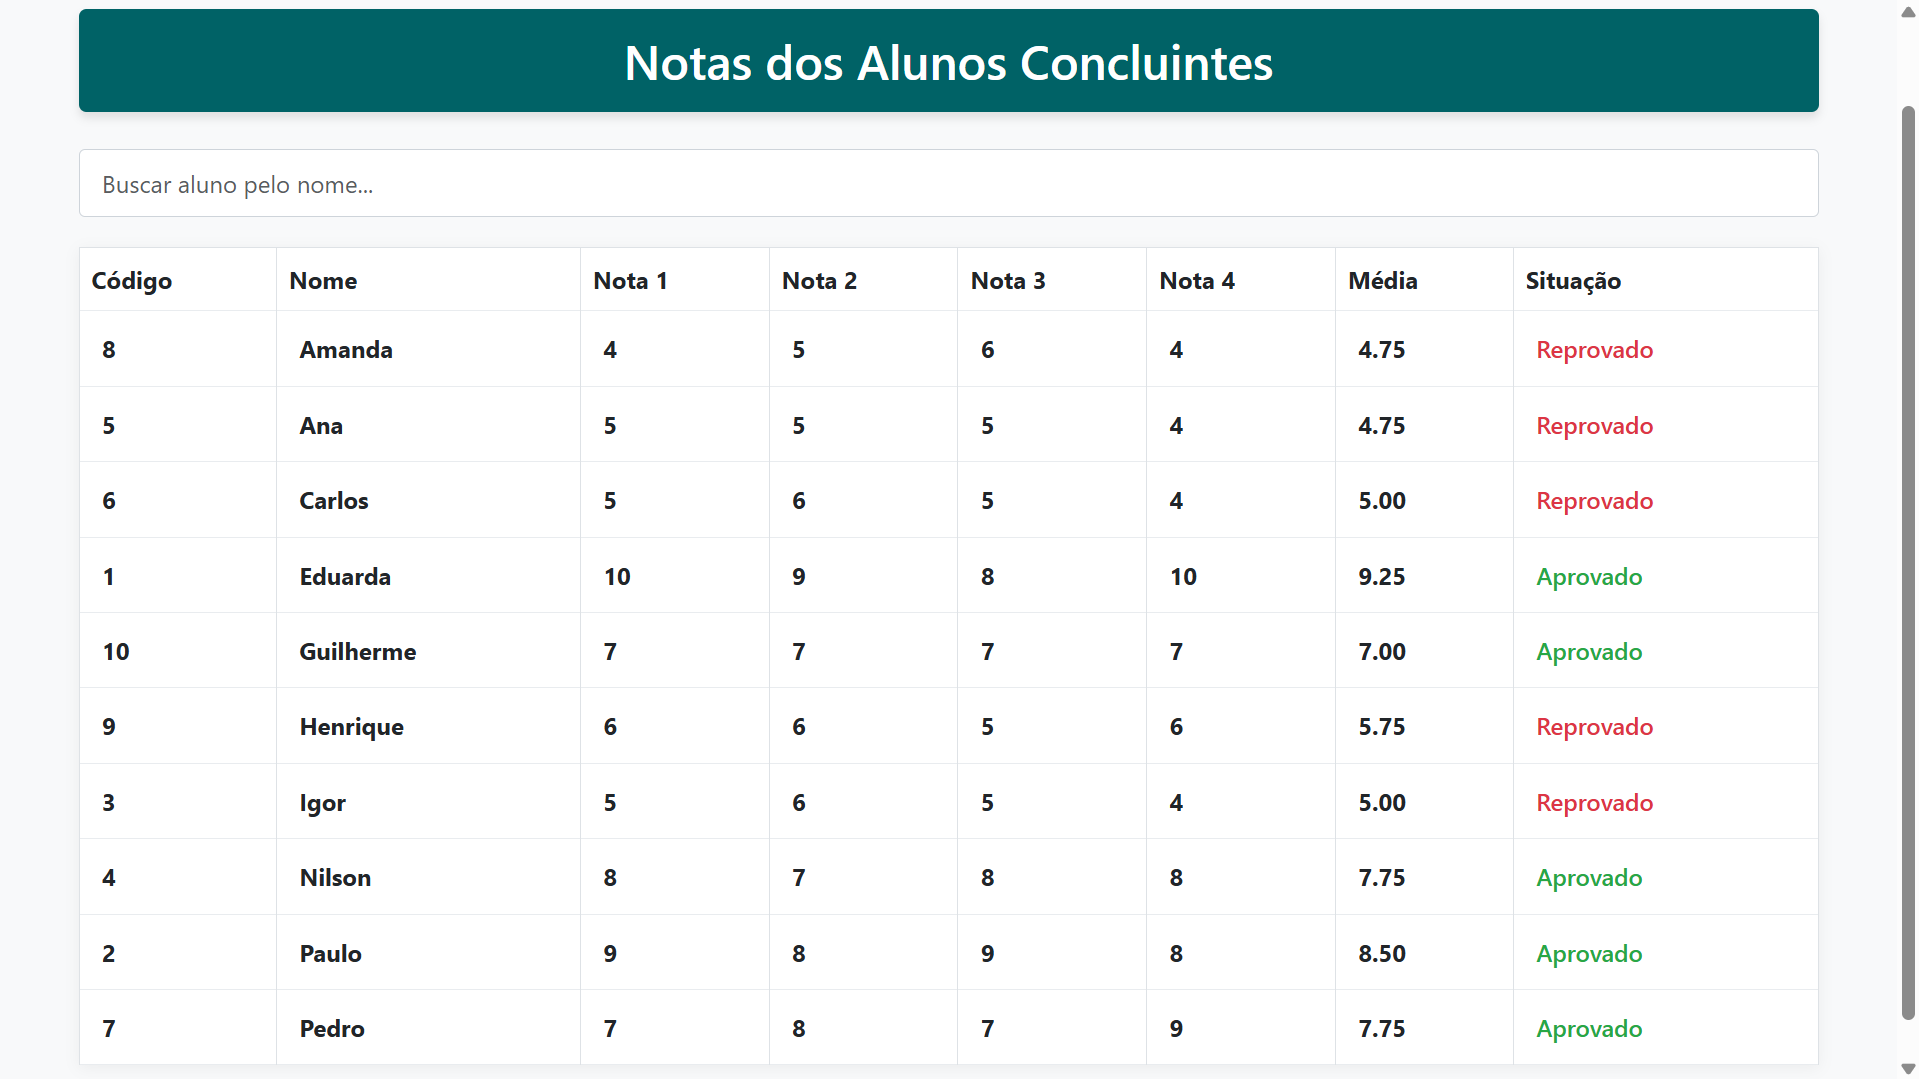 Notas dos Alunos Concluintes
Buscar aluno pelo nome...
Código Nome Nota 1 Nota 2 Nota 3 Nota 4 Média Situação
8 Amanda 4 5 6 4 4.75 Reprovado
5 Ana 5 5 5 4 4.75 Reprovado
6 Carlos 5 6 5 4 5.00 Reprovado
1 Eduarda 10 9 8 10 9.25 Aprovado
10 Guilherme 7 7 7 7 7.00 Aprovado
9 Henrique 6 6 5 6 5.75 Reprovado
3 Igor 5 6 5 4 5.00 Reprovado
4 Nilson 8 7 8 8 7.75 Aprovado
2 Paulo 9 8 9 8 8.50 Aprovado
7 Pedro 7 8 7 9 7.75 Aprovado